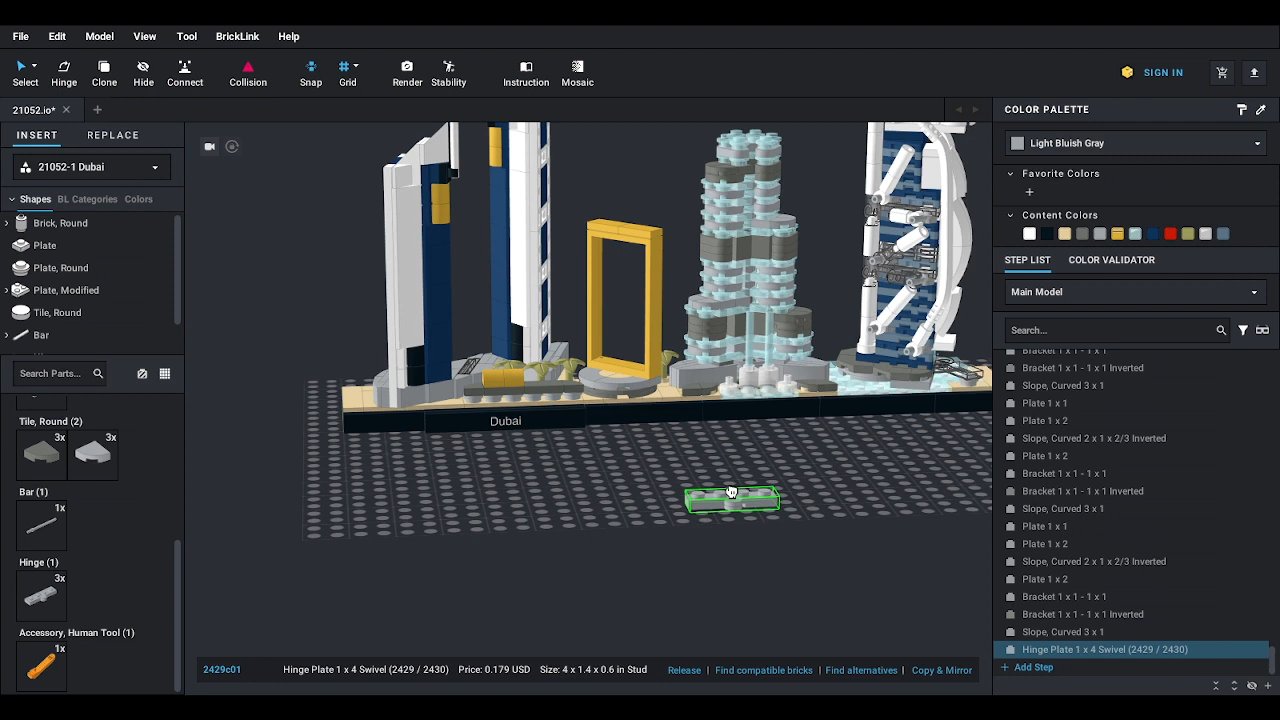 File Edit Model View Tool BrickLink Help
Select Hinge Clone Hide Connect Collision Snap Grid Render Stability Instruction Mosaic
SIGN IN
21052.io*
INSERT REPLACE
21052-1 Dubai
Shapes BL Categories Colors
Brick, Round
Plate
Plate, Round
Plate, Modified
Tile, Round
Bar
Search Parts...
Tile, Round (2)
3x 3x
Bar (1)
1x
Hinge (1)
3x
Accessory, Human Tool (1)
1x
Dubai
2429c01 Hinge Plate 1 x 4 Swivel (2429 / 2430) Price: 0.179 USD Size: 4 x 1.4 x 0.6 in Stud Release | Find compatible bricks | Find alternatives | Copy & Mirror
COLOR PALETTE
Light Bluish Gray
Favorite Colors
Content Colors
STEP LIST COLOR VALIDATOR
Main Model
Search...
Bracket 1 x 1 - 1 x 1
Bracket 1 x 1 - 1 x 1 Inverted
Slope, Curved 3 x 1
Plate 1 x 1
Plate 1 x 2
Slope, Curved 2 x 1 x 2/3 Inverted
Plate 1 x 2
Bracket 1 x 1 - 1 x 1
Bracket 1 x 1 - 1 x 1 Inverted
Slope, Curved 3 x 1
Plate 1 x 1
Plate 1 x 2
Slope, Curved 2 x 1 x 2/3 Inverted
Plate 1 x 2
Bracket 1 x 1 - 1 x 1
Bracket 1 x 1 - 1 x 1 Inverted
Slope, Curved 3 x 1
Hinge Plate 1 x 4 Swivel (2429 / 2430)
+ Add Step